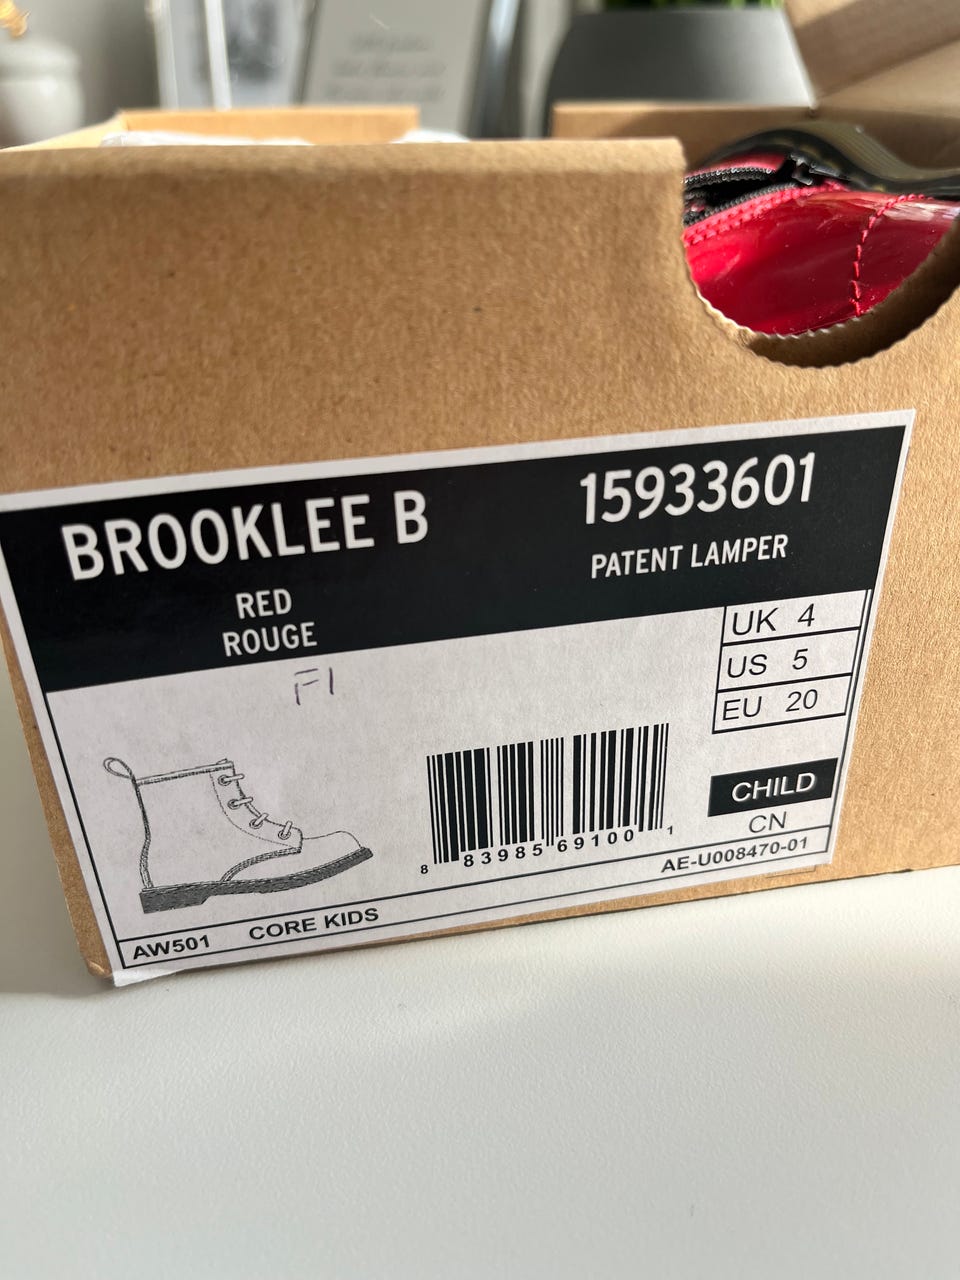 BROOKLEE B
15933601
RED
ROUGE
PATENT LAMPER
UK 4
US 5
EU 20
F1
CHILD
CN
8 83985 69100 1
AE-U008470-01
AW501 CORE KIDS